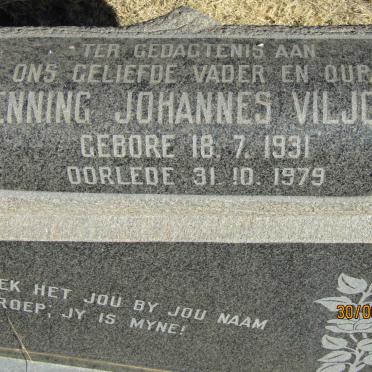 TER GEDAGTENIS AAN
ONS GELIEFDE VADER EN OUP
ENNING JOHANNES VILJO
GEBORE 18. 7. 1931
OORLEDE 31. 10. 1979
EK HET JOU BY JOU NAAM
ROEP; JY IS MYNE!
30/0